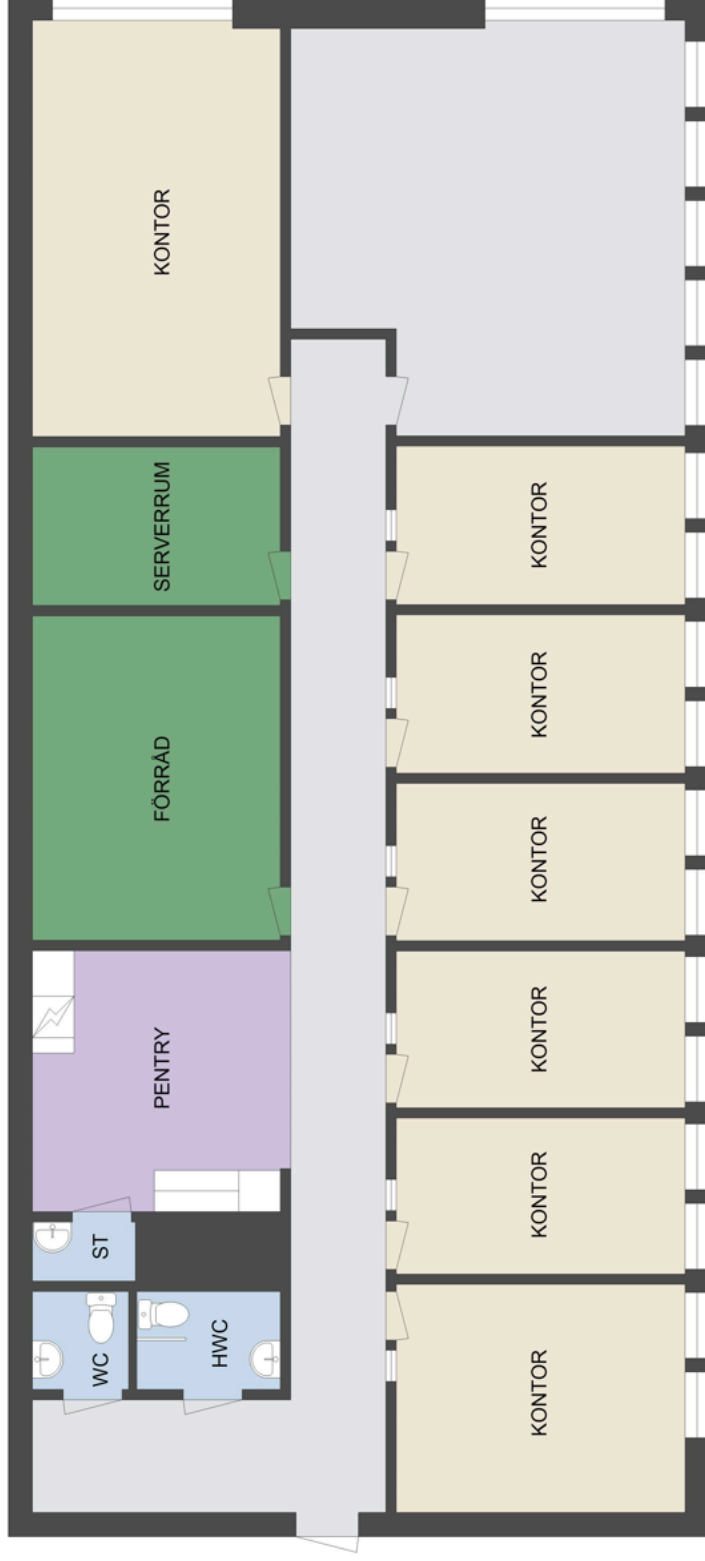 KONTOR
SERVERRUM
KONTOR
KONTOR
FÖRRÅD
KONTOR
PENTRY
KONTOR
KONTOR
ST
WC
HWC
KONTOR